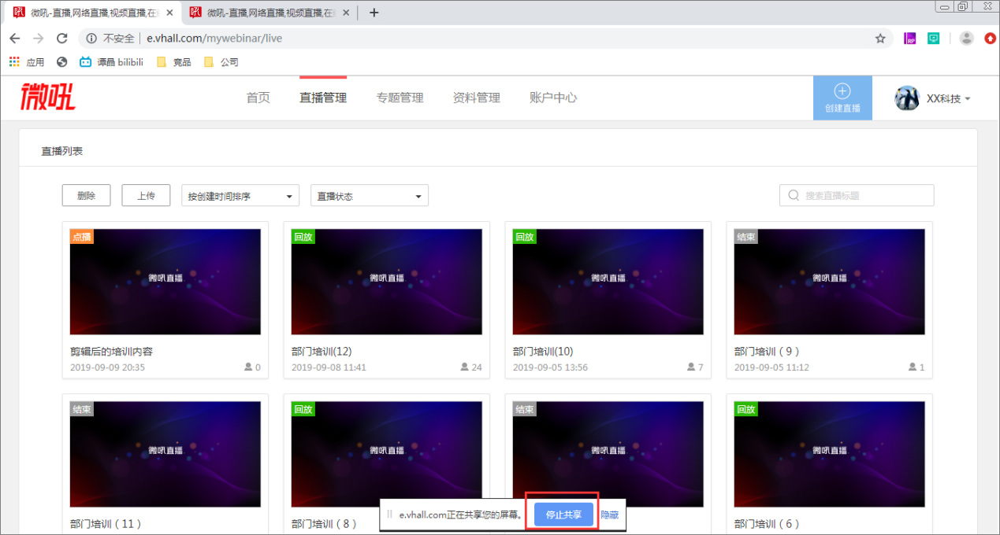 微吼-直播,网络直播,视频直播,在
微吼-直播,网络直播,视频直播,在
不安全 e.vhall.com/mywebinar/live
应用 谭晶 bilibili 竞品 公司
微吼 首页 直播管理 专题管理 资料管理 账户中心 创建直播 XX科技
直播列表
删除 上传 按创建时间排序 直播状态 搜索直播标题
点播 回放 回放 结束
微吼直播 微吼直播 微吼直播 微吼直播
剪辑后的培训内容 部门培训(12) 部门培训(10) 部门培训 ( 9 )
2019-09-09 20:35 0 2019-09-08 11:41 24 2019-09-05 13:56 7 2019-09-05 11:12 1
结束 回放 结束 回放
微吼直播 微吼直播 微吼直播 微吼直播
部门培训 ( 11 ) 部门培训 ( 8 ) 部门培训 ( 6 )
e.vhall.com正在共享您的屏幕。 停止共享 隐藏